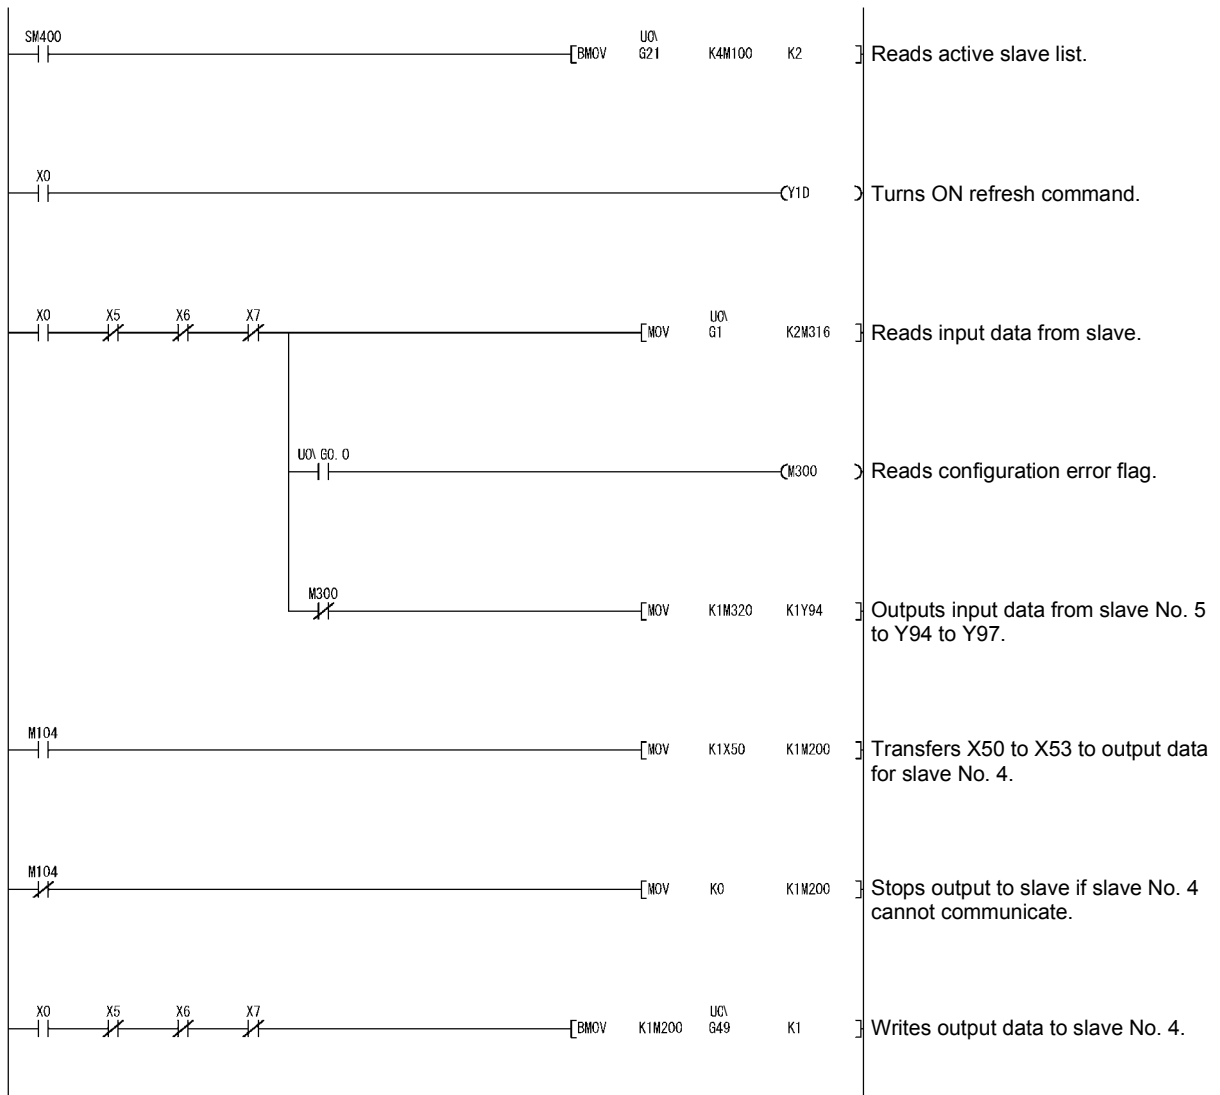 SM400
U0\
[BMOV G21 K4M100 K2 ] Reads active slave list.
X0
(Y1D ) Turns ON refresh command.
X0 X5 X6 X7
U0\
[MOV G1 K2M316 ] Reads input data from slave.
U0\ G0. 0
(M300 ) Reads configuration error flag.
M300
[MOV K1M320 K1Y94 ] Outputs input data from slave No. 5
to Y94 to Y97.
M104
[MOV K1X50 K1M200 ] Transfers X50 to X53 to output data
for slave No. 4.
M104
[MOV K0 K1M200 ] Stops output to slave if slave No. 4
cannot communicate.
X0 X5 X6 X7
U0\
[BMOV K1M200 G49 K1 ] Writes output data to slave No. 4.